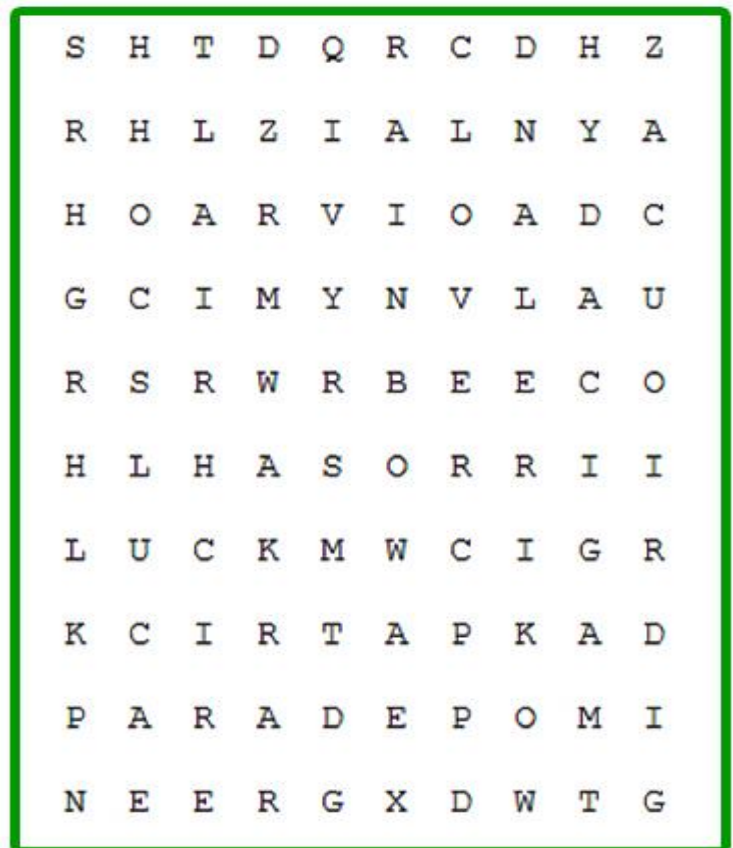 S H T D Q R C D H Z
R H L Z I A L N Y A
H O A R V I O A D C
G C I M Y N V L A U
R S R W R B E E C O
H L H A S O R R I I
L U C K M W C I G R
K C I R T A P K A D
P A R A D E P O M I
N E E R G X D W T G